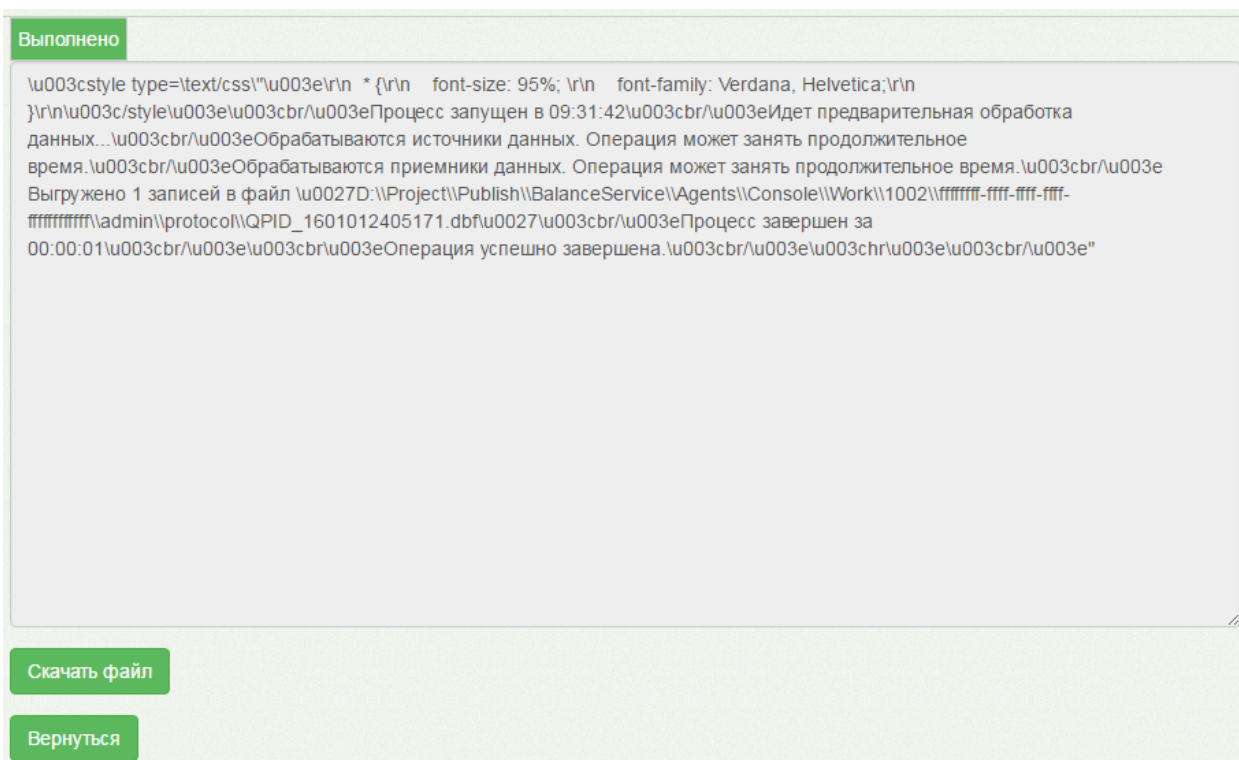 Выполнено
\u003cstyle type=\text/css\"\u003e\r\n  * {\r\n    font-size: 95%; \r\n    font-family: Verdana, Helvetica;\r\n
}\r\n\u003c/style\u003e\u003cbr/\u003eПроцесс запущен в 09:31:42\u003cbr/\u003eИдет предварительная обработка
данных...\u003cbr/\u003eОбрабатываются источники данных. Операция может занять продолжительное
время.\u003cbr/\u003eОбрабатываются приемники данных. Операция может занять продолжительное время.\u003cbr/\u003e
Выгружено 1 записей в файл \u0027D:\\Project\\Publish\\BalanceService\\Agents\\Console\\Work\\1002\\ffffffff-ffff-ffff-ffff-
ffffffffffff\\admin\\protocol\\QPID_1601012405171.dbf\u0027\u003cbr/\u003eПроцесс завершен за
00:00:01\u003cbr/\u003e\u003cbr\u003eОперация успешно завершена.\u003cbr/\u003e\u003chr\u003e\u003cbr/\u003e"
Скачать файл
Вернуться